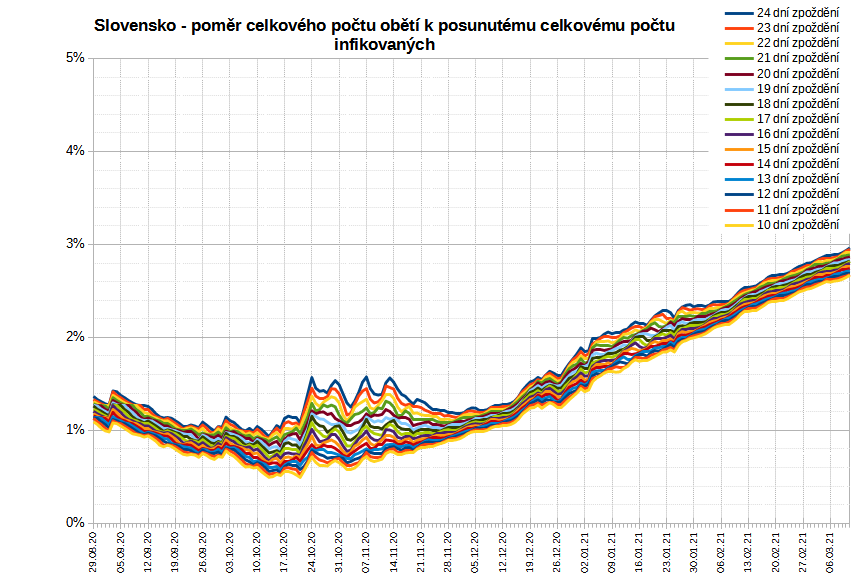 Slovensko - poměr celkového počtu obětí k posunutému celkovému počtu
infikovaných
24 dní zpoždění
23 dní zpoždění
22 dní zpoždění
21 dní zpoždění
20 dní zpoždění
19 dní zpoždění
18 dní zpoždění
17 dní zpoždění
16 dní zpoždění
15 dní zpoždění
14 dní zpoždění
13 dní zpoždění
12 dní zpoždění
11 dní zpoždění
10 dní zpoždění
5%
4%
3%
2%
1%
0%
29.08.20
05.09.20
12.09.20
19.09.20
26.09.20
03.10.20
10.10.20
17.10.20
24.10.20
31.10.20
07.11.20
14.11.20
21.11.20
28.11.20
05.12.20
12.12.20
19.12.20
26.12.20
02.01.21
09.01.21
16.01.21
23.01.21
30.01.21
06.02.21
13.02.21
20.02.21
27.02.21
06.03.21